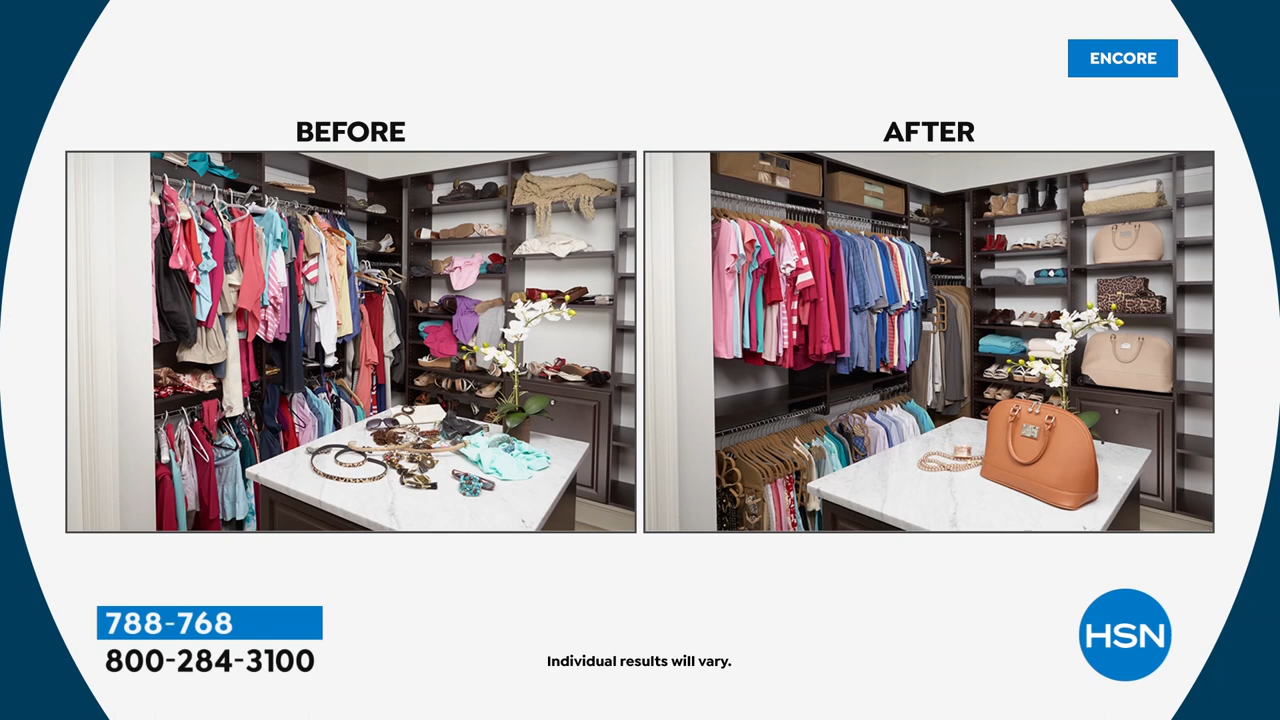 ENCORE
BEFORE
AFTER
788-768
800-284-3100
Individual results will vary.
HSN